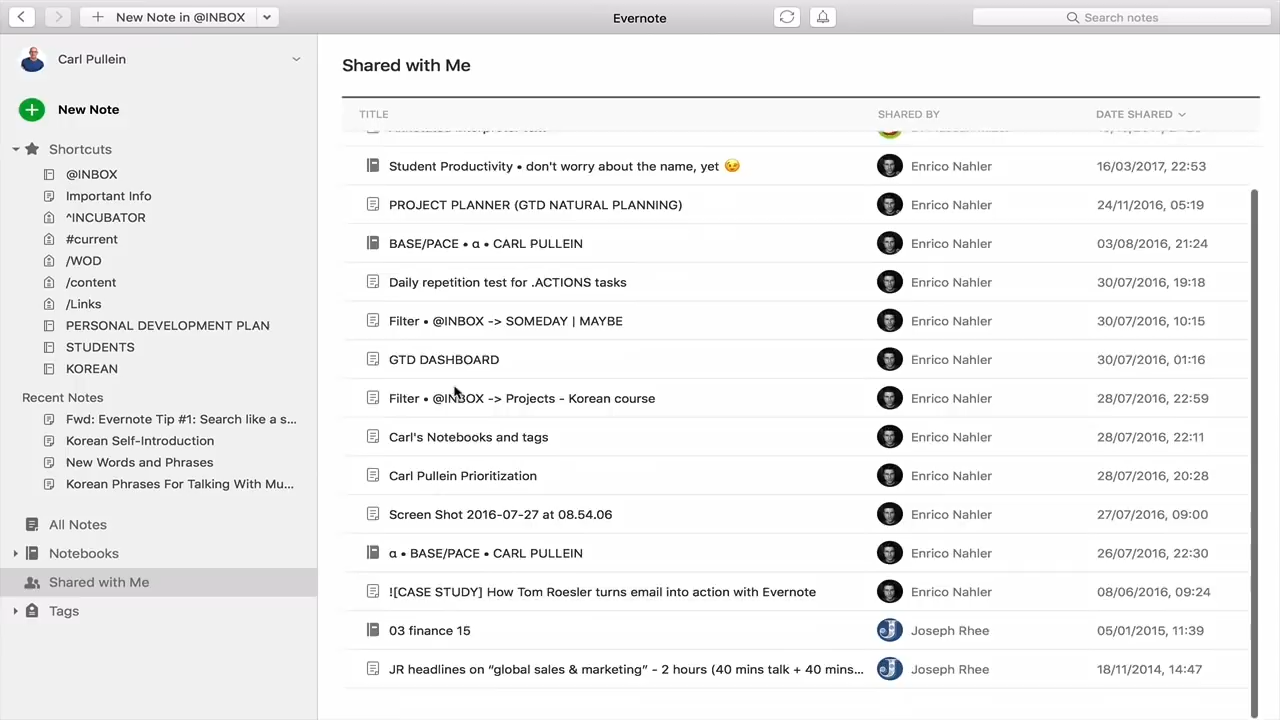 New Note in @INBOX
Evernote
Search notes
Carl Pullein
New Note
Shortcuts
@INBOX
Important Info
^INCUBATOR
#current
/WOD
/content
/Links
PERSONAL DEVELOPMENT PLAN
STUDENTS
KOREAN
Recent Notes
Fwd: Evernote Tip #1: Search like a s...
Korean Self-Introduction
New Words and Phrases
Korean Phrases For Talking With Mu...
All Notes
Notebooks
Shared with Me
Tags
Shared with Me
TITLE SHARED BY DATE SHARED
Student Productivity • don't worry about the name, yet 😉 Enrico Nahler 16/03/2017, 22:53
PROJECT PLANNER (GTD NATURAL PLANNING) Enrico Nahler 24/11/2016, 05:19
BASE/PACE • α • CARL PULLEIN Enrico Nahler 03/08/2016, 21:24
Daily repetition test for .ACTIONS tasks Enrico Nahler 30/07/2016, 19:18
Filter • @INBOX -> SOMEDAY | MAYBE Enrico Nahler 30/07/2016, 10:15
GTD DASHBOARD Enrico Nahler 30/07/2016, 01:16
Filter • @INBOX -> Projects - Korean course Enrico Nahler 28/07/2016, 22:59
Carl's Notebooks and tags Enrico Nahler 28/07/2016, 22:11
Carl Pullein Prioritization Enrico Nahler 28/07/2016, 20:28
Screen Shot 2016-07-27 at 08.54.06 Enrico Nahler 27/07/2016, 09:00
α • BASE/PACE • CARL PULLEIN Enrico Nahler 26/07/2016, 22:30
![CASE STUDY] How Tom Roesler turns email into action with Evernote Enrico Nahler 08/06/2016, 09:24
03 finance 15 Joseph Rhee 05/01/2015, 11:39
JR headlines on “global sales & marketing” - 2 hours (40 mins talk + 40 mins... Joseph Rhee 18/11/2014, 14:47